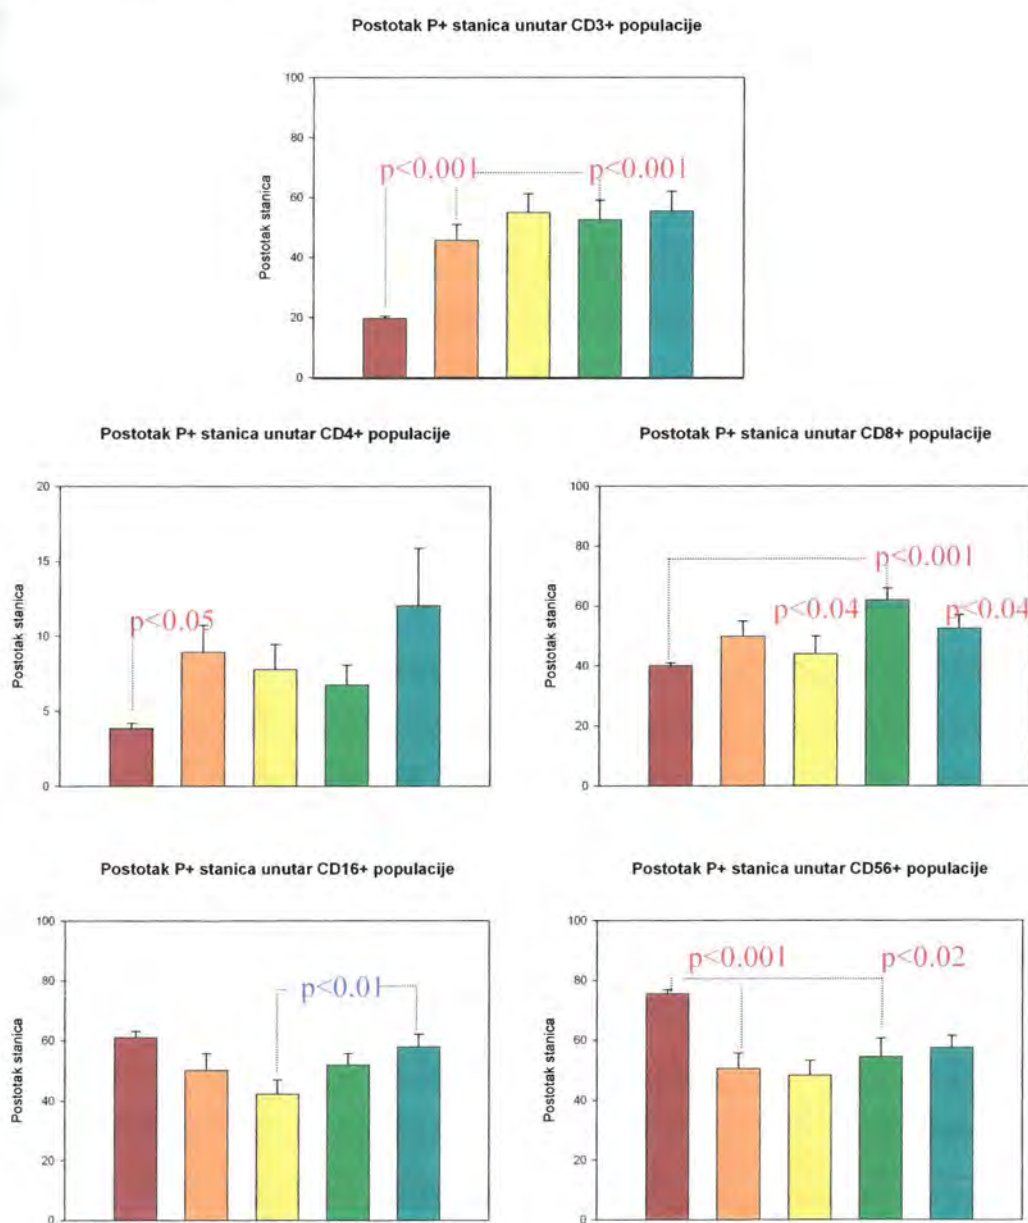 Postotak P+ stanica unutar CD3+ populacije
100
80
60
40
20
0
Postotak stanica
p<0.001
p<0.001
Postotak P+ stanica unutar CD4+ populacije
20
15
10
5
0
Postotak stanica
p<0.05
Postotak P+ stanica unutar CD8+ populacije
100
80
60
40
20
0
Postotak stanica
p<0.001
p<0.04
p<0.04
Postotak P+ stanica unutar CD16+ populacije
100
80
60
40
20
0
Postotak stanica
p<0.01
Postotak P+ stanica unutar CD56+ populacije
100
80
60
40
20
0
Postotak stanica
p<0.001
p<0.02